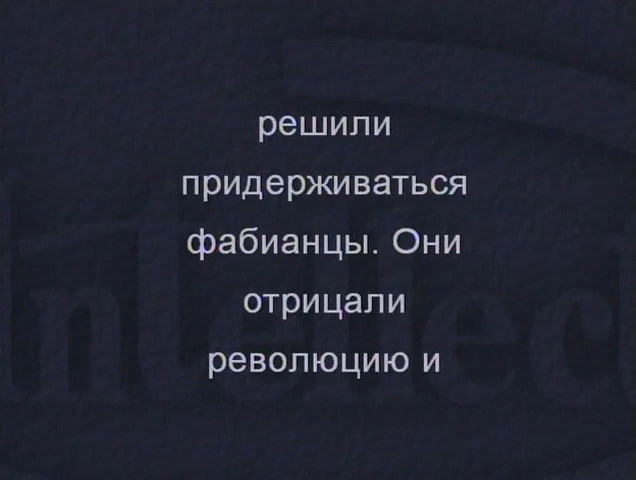 решили
придерживаться
фабианцы. Они
отрицали
революцию и